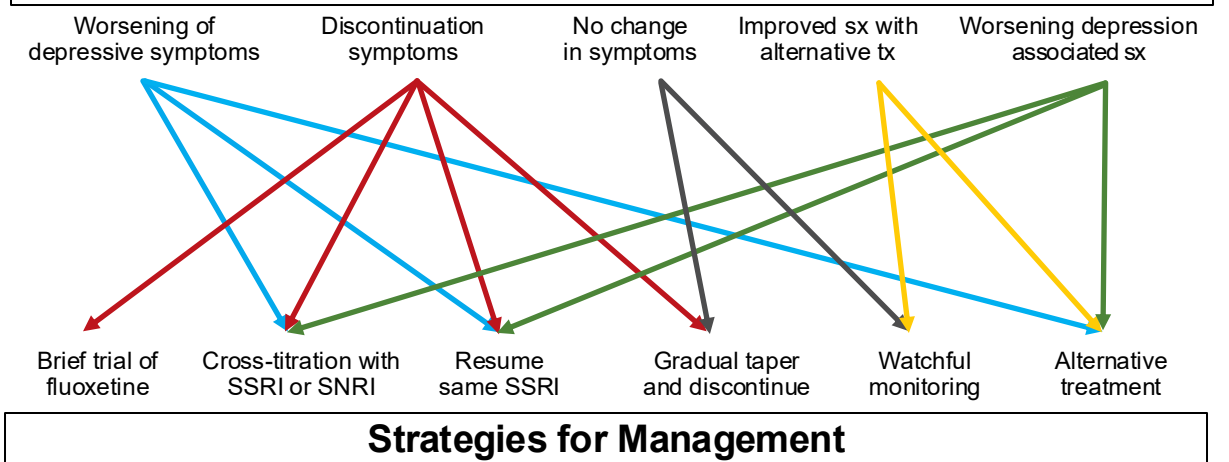 Worsening of
depressive symptoms
Discontinuation
symptoms
No change
in symptoms
Improved sx with
alternative tx
Worsening depression
associated sx
Brief trial of
fluoxetine
Cross-titration with
SSRI or SNRI
Resume
same SSRI
Gradual taper
and discontinue
Watchful
monitoring
Alternative
treatment
Strategies for Management